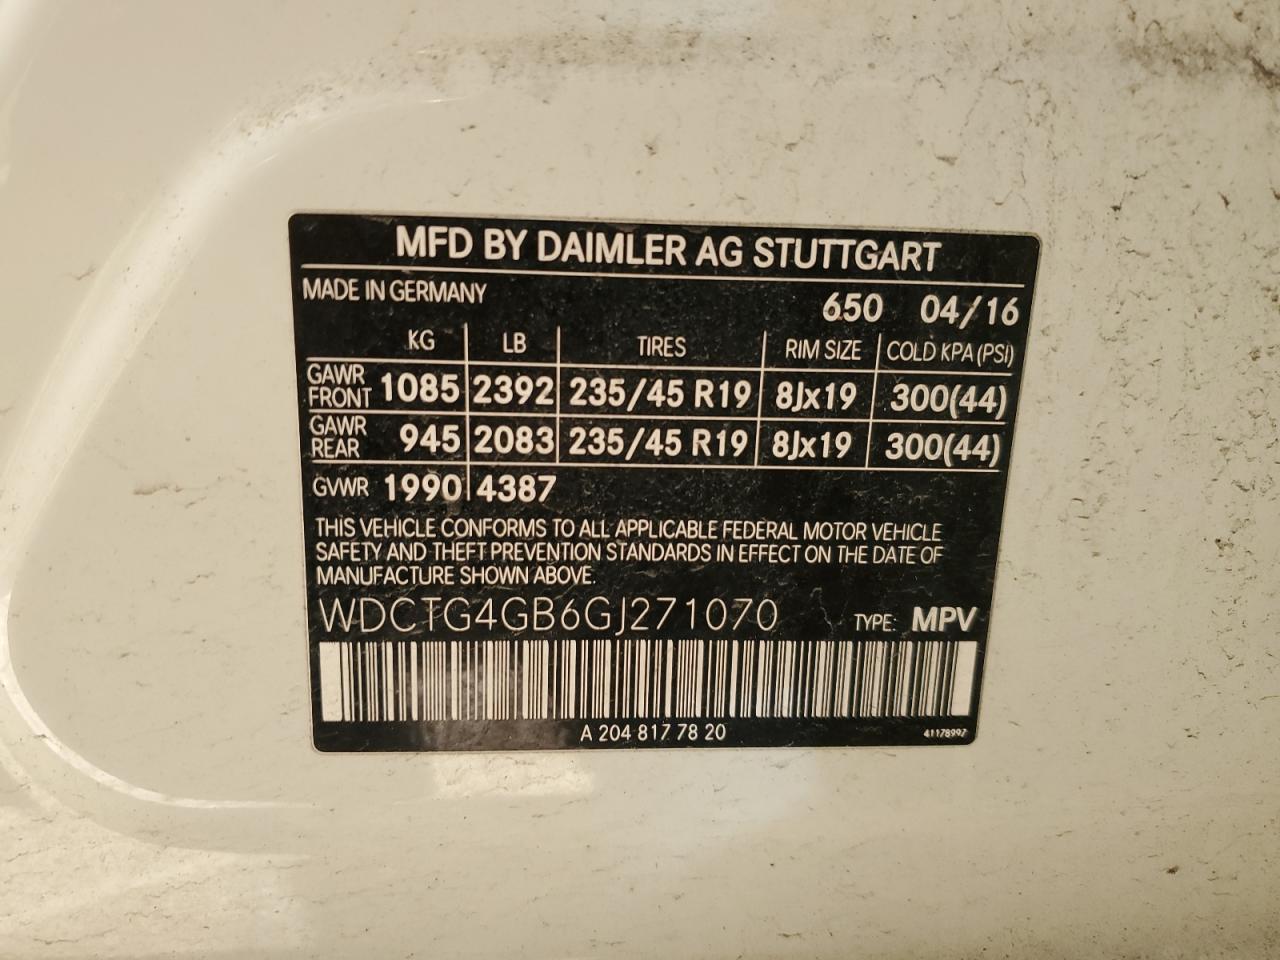 MFD BY DAIMLER AG STUTTGART
MADE IN GERMANY 650 04/16
KG LB TIRES RIM SIZE COLD KPA (PSI)
GAWR FRONT 1085 2392 235/45 R19 8Jx19 300(44)
GAWR REAR 945 2083 235/45 R19 8Jx19 300(44)
GVWR 1990 4387
THIS VEHICLE CONFORMS TO ALL APPLICABLE FEDERAL MOTOR VEHICLE
SAFETY AND THEFT PREVENTION STANDARDS IN EFFECT ON THE DATE OF
MANUFACTURE SHOWN ABOVE.
WDCTG4GB6GJ271070 TYPE: MPV
A 204 817 78 20 41178997